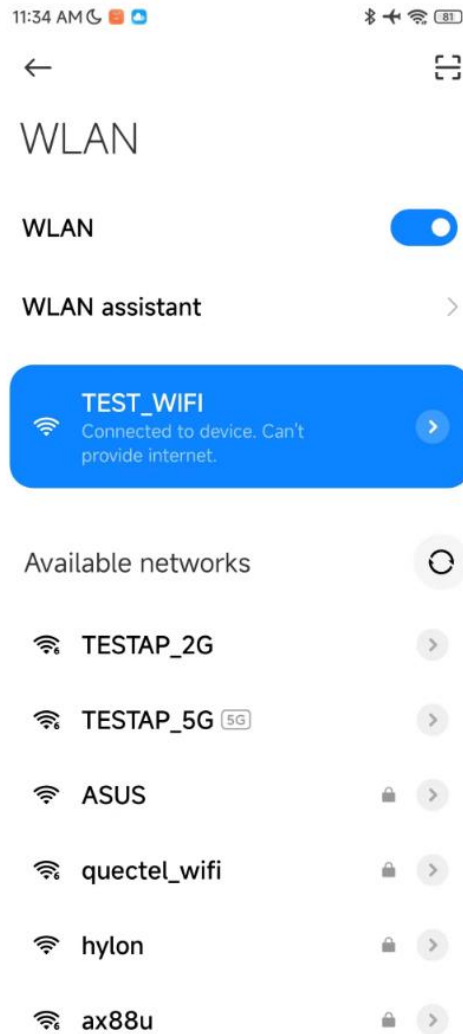 11:34 AM 81
WLAN
WLAN
WLAN assistant
TEST_WIFI
Connected to device. Can't
provide internet.
Available networks
TESTAP_2G
TESTAP_5G 5G
ASUS
quectel_wifi
hylon
ax88u